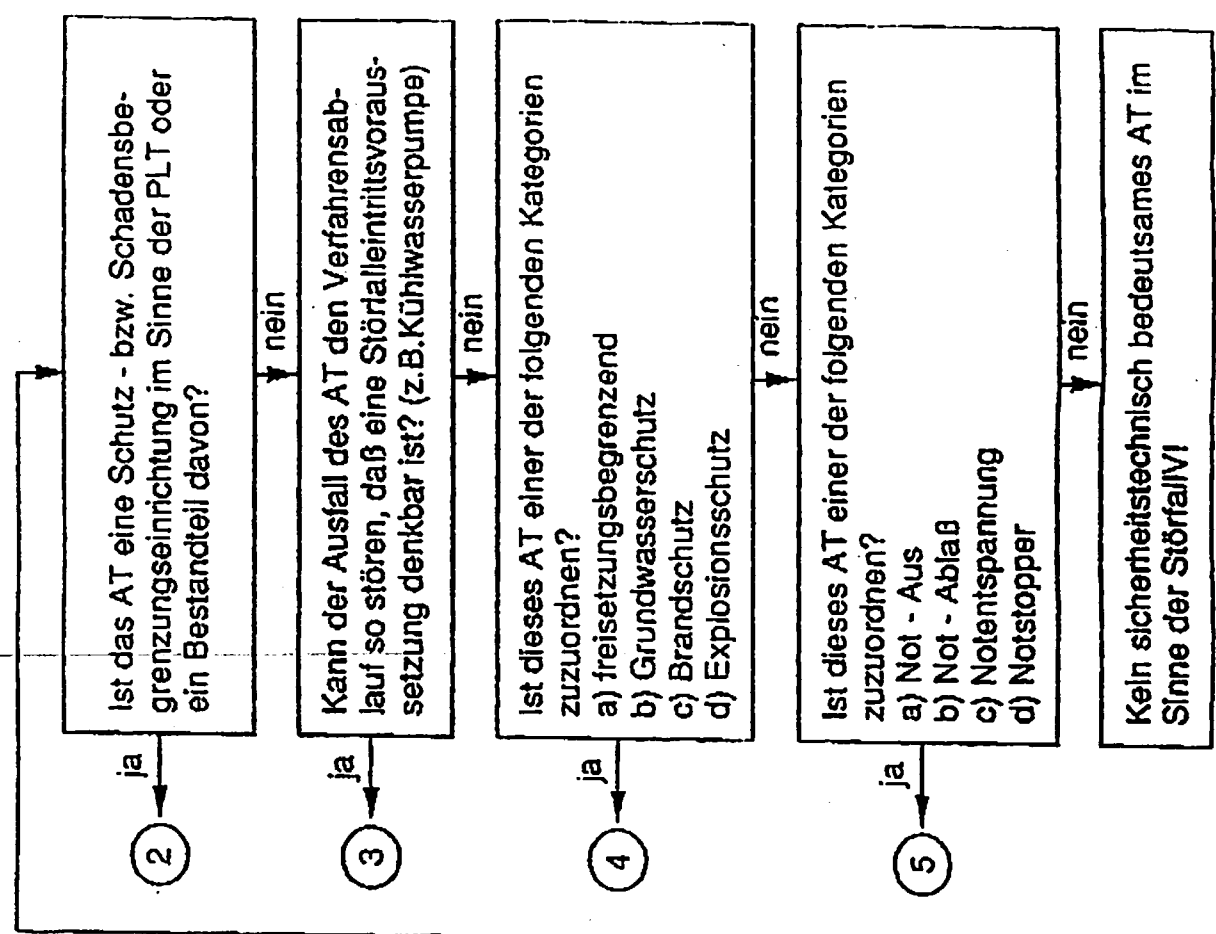 Ist das AT eine Schutz - bzw. Schadensbe-
grenzungseinrichtung im Sinne der PLT oder
ein Bestandteil davon?
ja
2
nein
Kann der Ausfall des AT den Verfahrensab-
lauf so stören, daß eine Störfalleintrittsvoraus-
setzung denkbar ist? (z.B.Kühlwasserpumpe)
ja
3
nein
Ist dieses AT einer der folgenden Kategorien
zuzuordnen?
a) freisetzungsbegrenzend
b) Grundwasserschutz
c) Brandschutz
d) Explosionsschutz
ja
4
nein
Ist dieses AT einer der folgenden Kategorien
zuzuordnen?
a) Not - Aus
b) Not - Ablaß
c) Notentspannung
d) Notstopper
ja
5
nein
Kein sicherheitstechnisch bedeutsames AT im
Sinne der StörfallV!